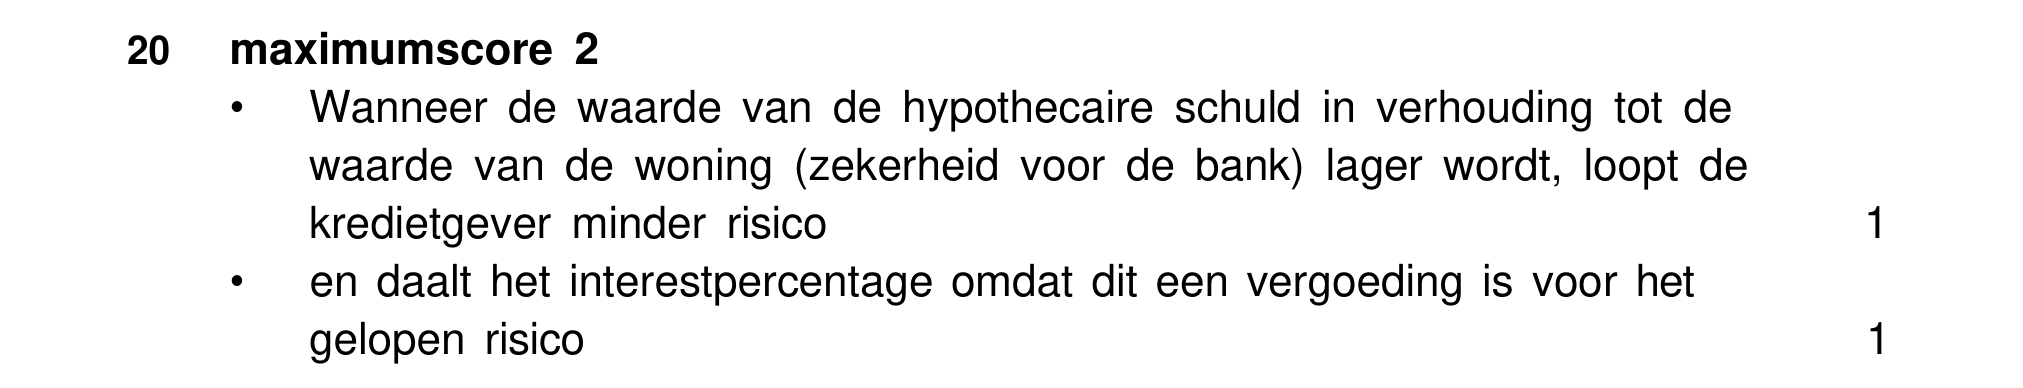 20 maximumscore 2
• Wanneer de waarde van de hypothecaire schuld in verhouding tot de
waarde van de woning (zekerheid voor de bank) lager wordt, loopt de
kredietgever minder risico 1
• en daalt het interestpercentage omdat dit een vergoeding is voor het
gelopen risico 1